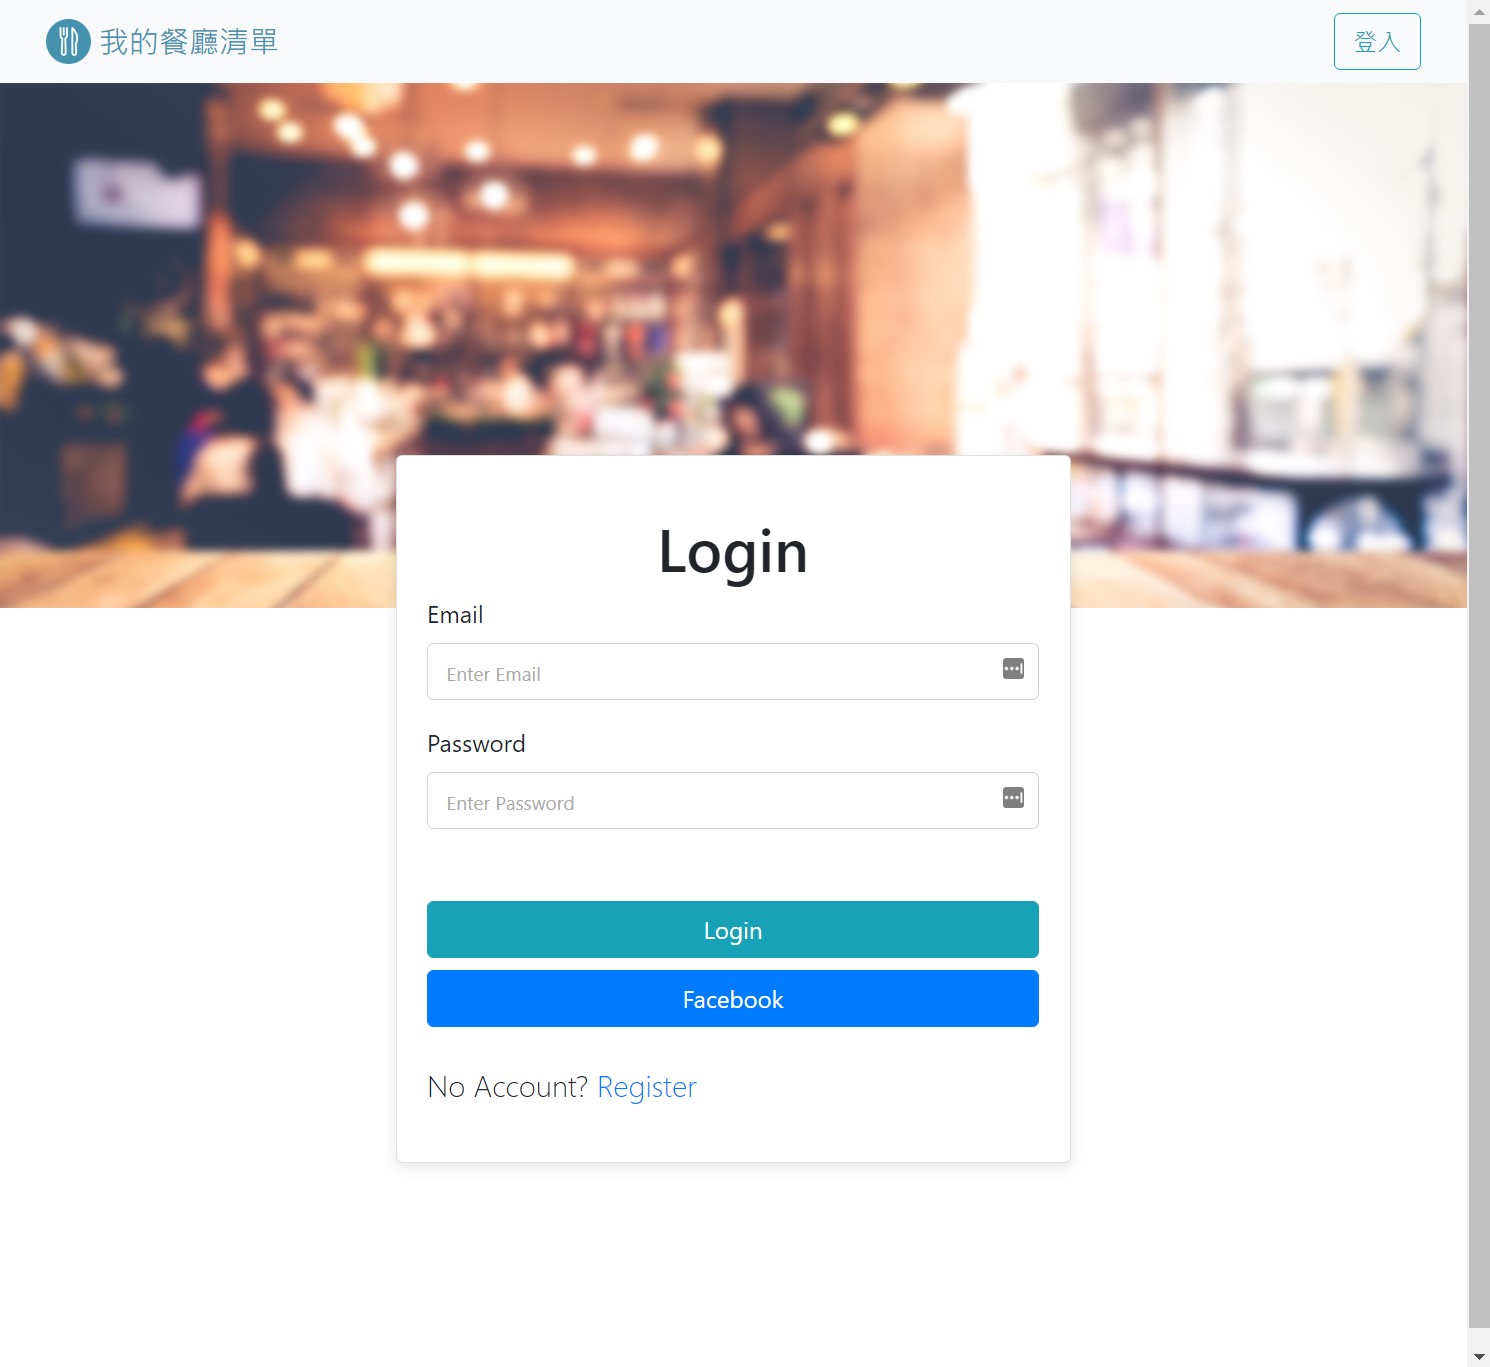 我的餐廳清單
登入
Login
Email
Enter Email
Password
Enter Password
Login
Facebook
No Account? Register